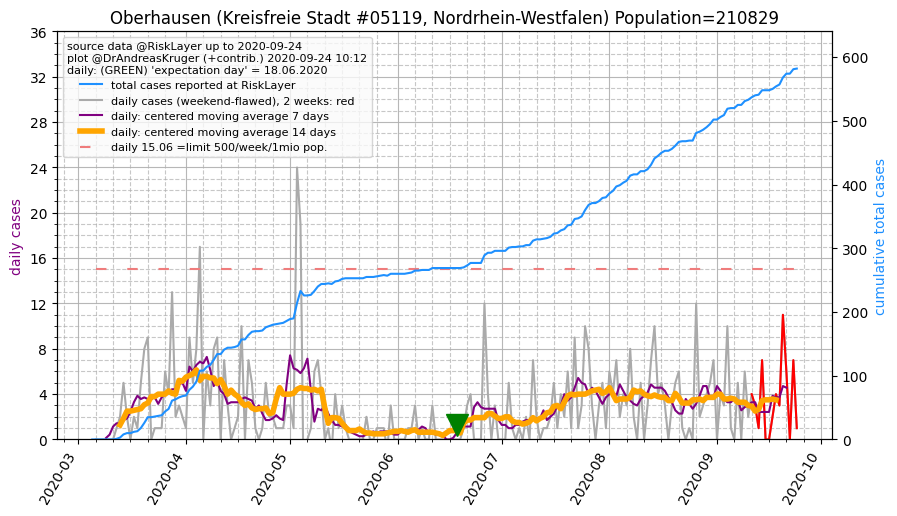 Oberhausen (Kreisfreie Stadt #05119, Nordrhein-Westfalen) Population=210829
source data @RiskLayer up to 2020-09-24
plot @DrAndreasKruger (+contrib.) 2020-09-24 10:12
daily: (GREEN) 'expectation day' = 18.06.2020
total cases reported at RiskLayer
daily cases (weekend-flawed), 2 weeks: red
daily: centered moving average 7 days
daily: centered moving average 14 days
daily 15.06 =limit 500/week/1mio pop.
daily cases
36
32
28
24
20
16
12
8
4
0
cumulative total cases
600
500
400
300
200
100
0
2020-03
2020-04
2020-05
2020-06
2020-07
2020-08
2020-09
2020-10